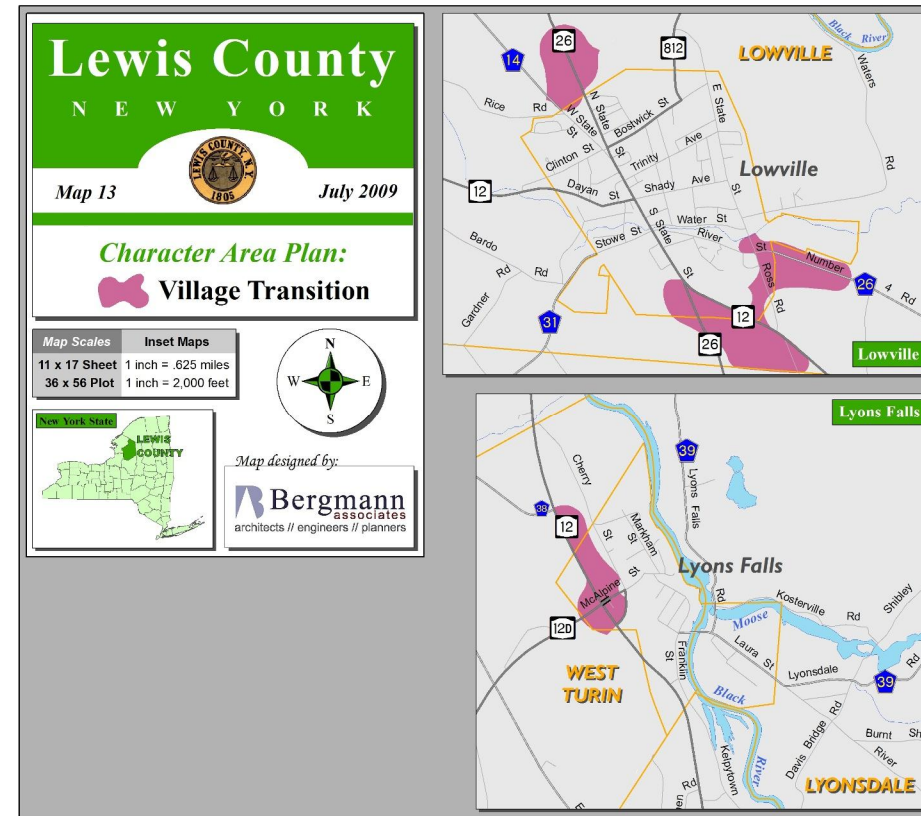 Lewis County
NEW YORK
LEWIS COUNTY, N.Y.
1805
Map 13
July 2009
Character Area Plan:
Village Transition
Map Scales
Inset Maps
11 x 17 Sheet
1 inch = .625 miles
36 x 56 Plot
1 inch = 2,000 feet
N
W
E
S
New York State
LEWIS
COUNTY
Map designed by:
Bergmann
associates
architects // engineers // planners
26
14
812
LOWVILLE
Black River
Waters
Rd
Rice Rd
W State
St
N State
St
Bostwick St
E State
St
Clinton St
Trinity Ave
Lowville
12
Dayan St
Shady Ave
S State
St
Water St
River
St
Stowe St
Bardo
Rd
Gardner
Rd
Number
4 Rd
Ross
Rd
26
31
12
26
Lowville
Lyons Falls
39
Lyons Falls
Rd
Cherry
St
38
12
Markham
St
McAlpine
St
Lyons Falls
Kosterville
Rd
Shibley
Rd
Moose
12D
Laura St
Lyonsdale
39
Franklin
St
WEST
TURIN
Black
River
Davis Bridge
Rd
Burnt
Sh
River
Kelpytown
Rd
LYONSDALE